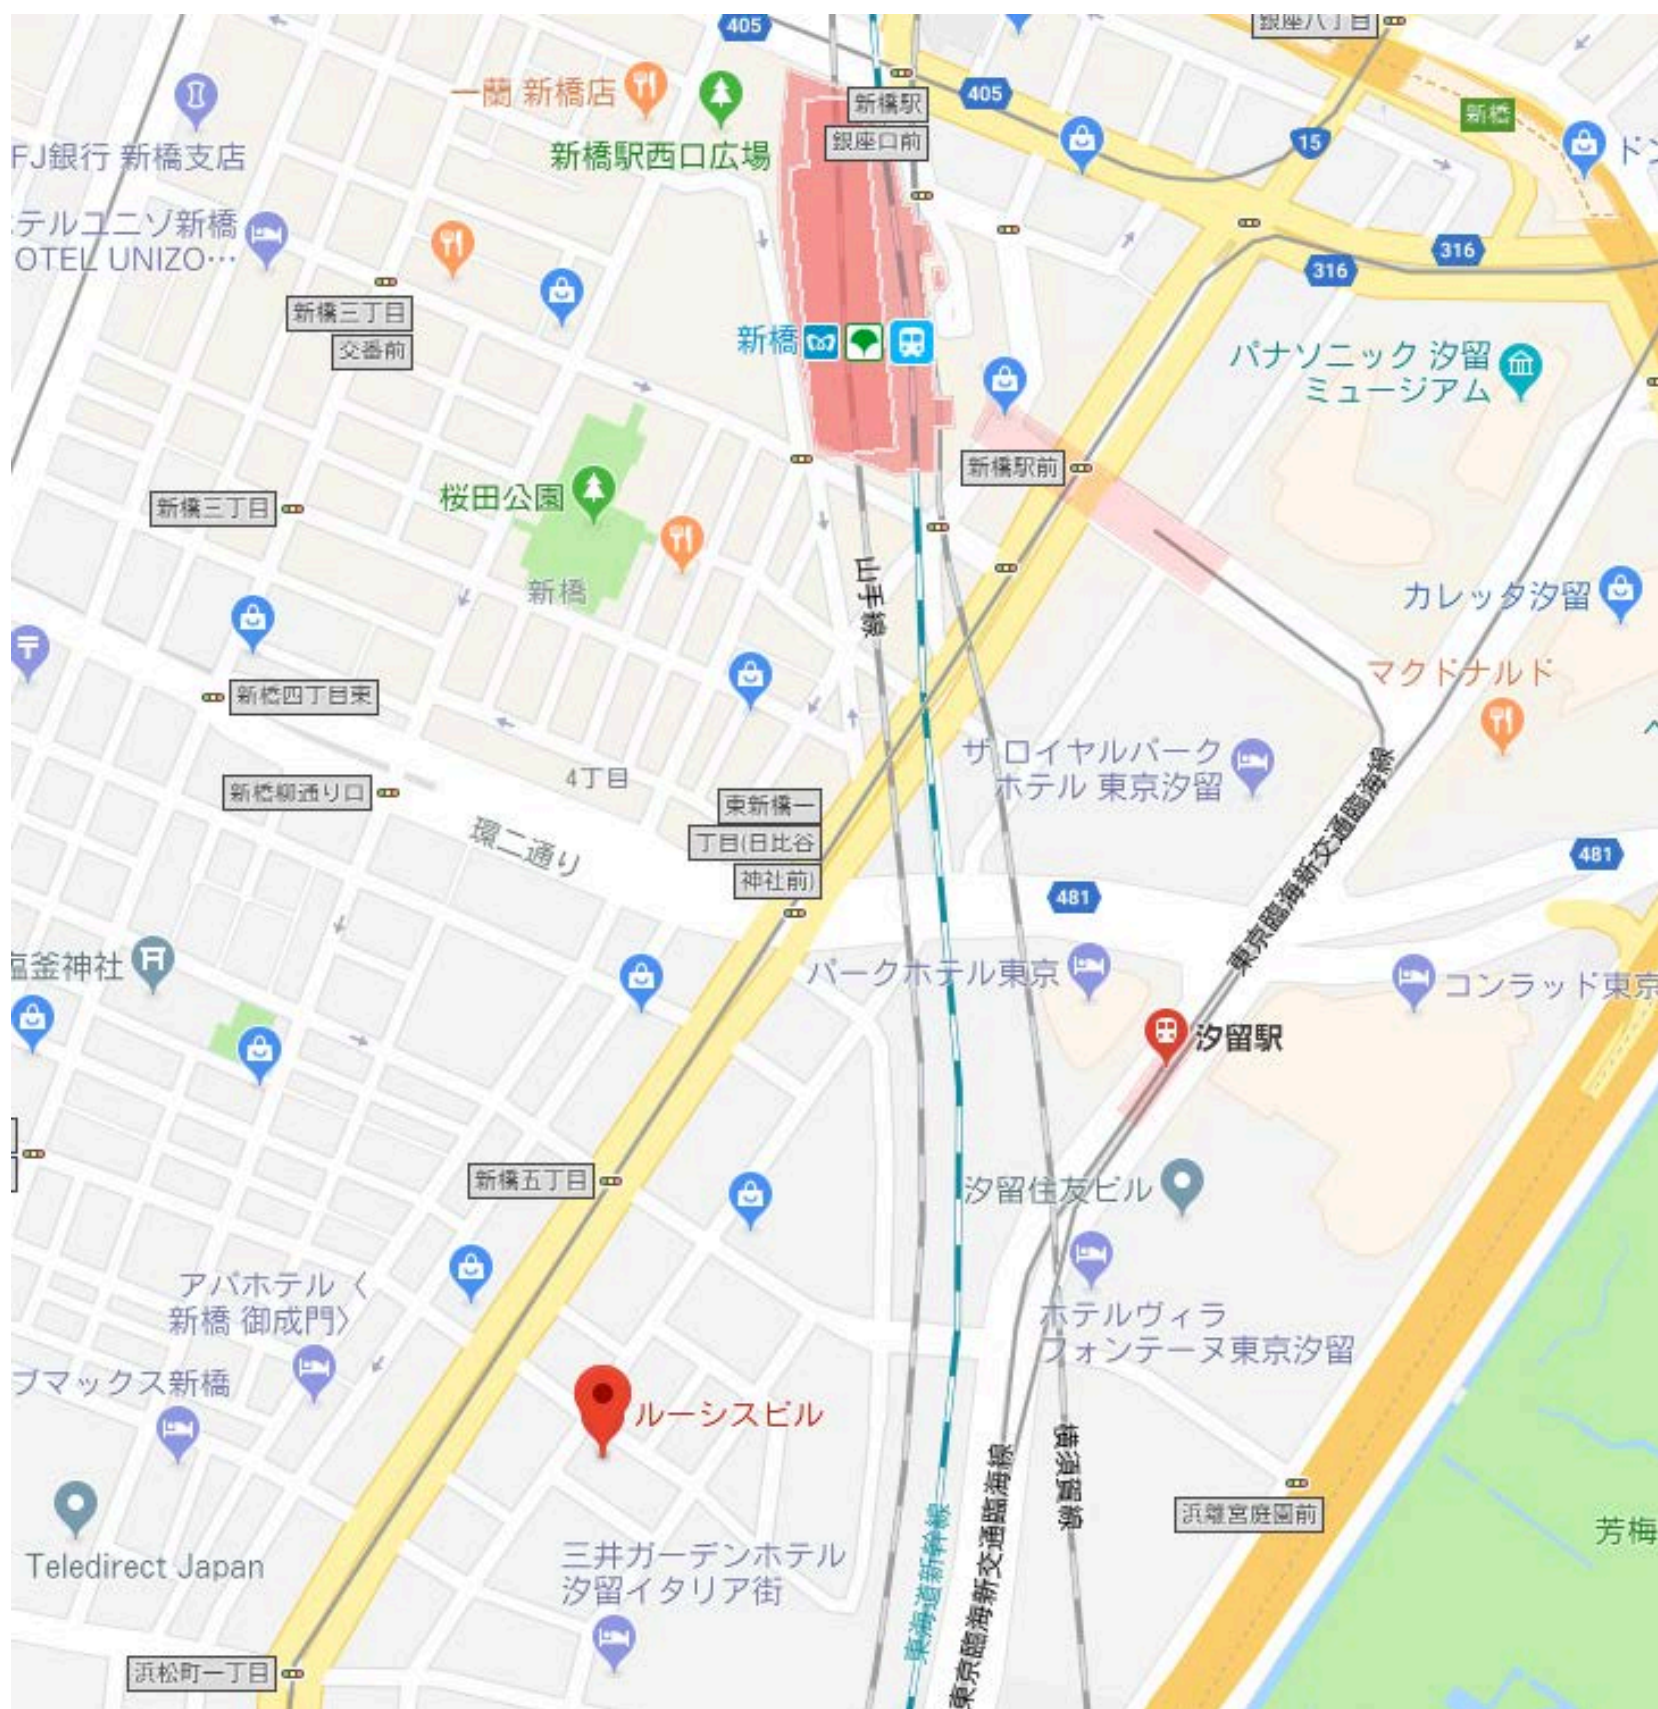 405
銀座八丁目
一蘭 新橋店
新橋駅
銀座口前
405
新橋
15
FJ銀行 新橋支店
新橋駅西口広場
テルユニゾ新橋
OTEL UNIZO…
316
316
新橋三丁目
交番前
新橋
パナソニック 汐留
ミュージアム
新橋駅前
桜田公園
新橋三丁目
新橋
山手線
カレッタ汐留
マクドナルド
新橋四丁目東
ザ ロイヤルパーク
ホテル 東京汐留
4丁目
新橋柳通り口
東新橋一
丁目(日比谷
神社前)
環二通り
東京臨海新交通臨海線
481
481
塩釜神社
パークホテル東京
コンラッド東京
汐留駅
新橋五丁目
汐留住友ビル
アパホテル〈
新橋 御成門〉
ホテルヴィラ
フォンテーヌ東京汐留
ブマックス新橋
ルーシスビル
横須賀線
東京臨海新交通臨海線
東海道新幹線
浜離宮庭園前
芳梅
Teledirect Japan
三井ガーデンホテル
汐留イタリア街
浜松町一丁目